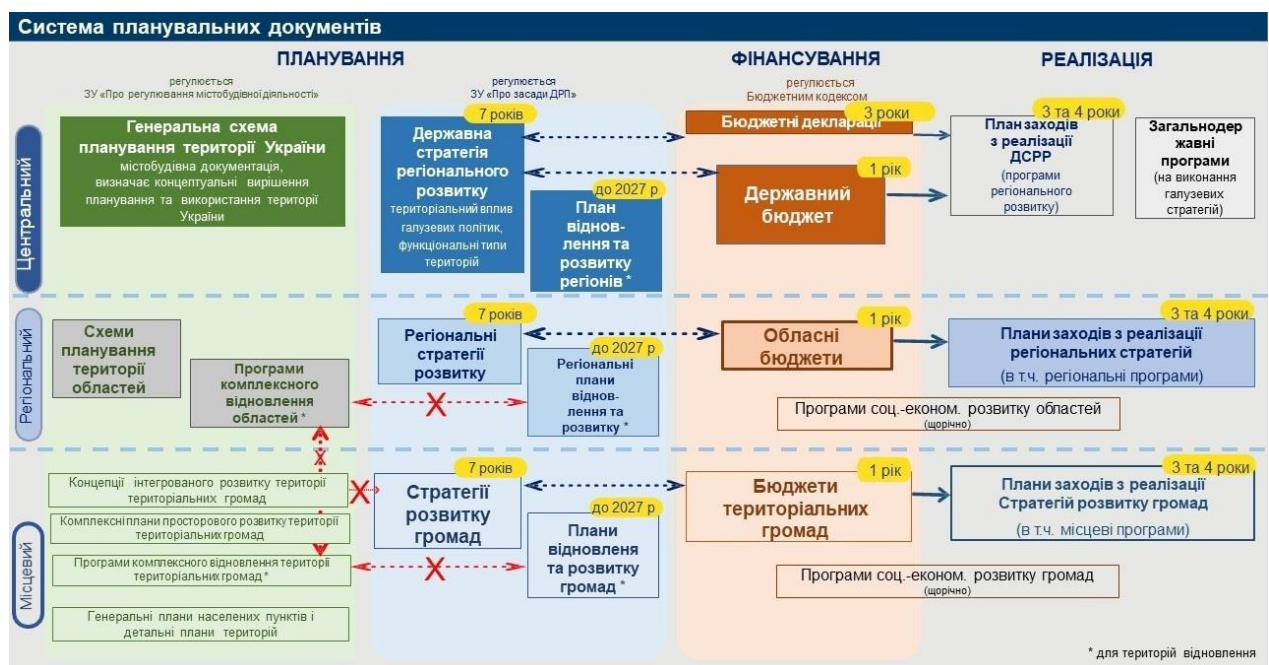 Система планувальних документів
ПЛАНУВАННЯ
ФІНАНСУВАННЯ
РЕАЛІЗАЦІЯ
регулюється
ЗУ «Про регулювання містобудівної діяльності»
регулюється
ЗУ «Про засади ДРП»
регулюється
Бюджетним кодексом
Центральний
Генеральна схема
планування території України
містобудівна документація,
визначає концептуальні вирішення
планування та використання території
України
7 років
Державна
стратегія
регіонального
розвитку
територіальний вплив
галузевих політик,
функціональні типи
територій
до 2027 р
План
віднов-
лення та
розвитку
регіонів *
3 роки
Бюджетні декларації
1 рік
Державний
бюджет
3 та 4 роки
План заходів
з реалізації
ДСРР
(програми
регіонального
розвитку)
Загальнодер
жавні
програми
(на виконання
галузевих
стратегій)
Регіональний
Схеми
планування
території
областей
Програми
комплексного
відновлення
областей *
7 років
Регіональні
стратегії
розвитку
до 2027 р
Регіональні
плани
віднов-
лення та
розвитку *
1 рік
Обласні
бюджети
3 та 4 роки
Плани заходів з реалізації
регіональних стратегій
(в т.ч. регіональні програми)
Програми соц.-економ. розвитку областей
(щорічно)
Місцевий
Концепції інтегрованого розвитку території
територіальних громад
Комплексні плани просторового розвитку території
територіальних громад
Програми комплексного відновлення території
територіальних громад *
Генеральні плани населених пунктів і
детальні плани територій
7 років
Стратегії
розвитку
громад
до 2027 р
Плани
відновленя
та розвитку
громад *
1 рік
Бюджети
територіальних
громад
3 та 4 роки
Плани заходів з реалізації
Стратегій розвитку громад
(в т.ч. місцеві програми)
Програми соц.-економ. розвитку громад
(щорічно)
* для територій відновлення